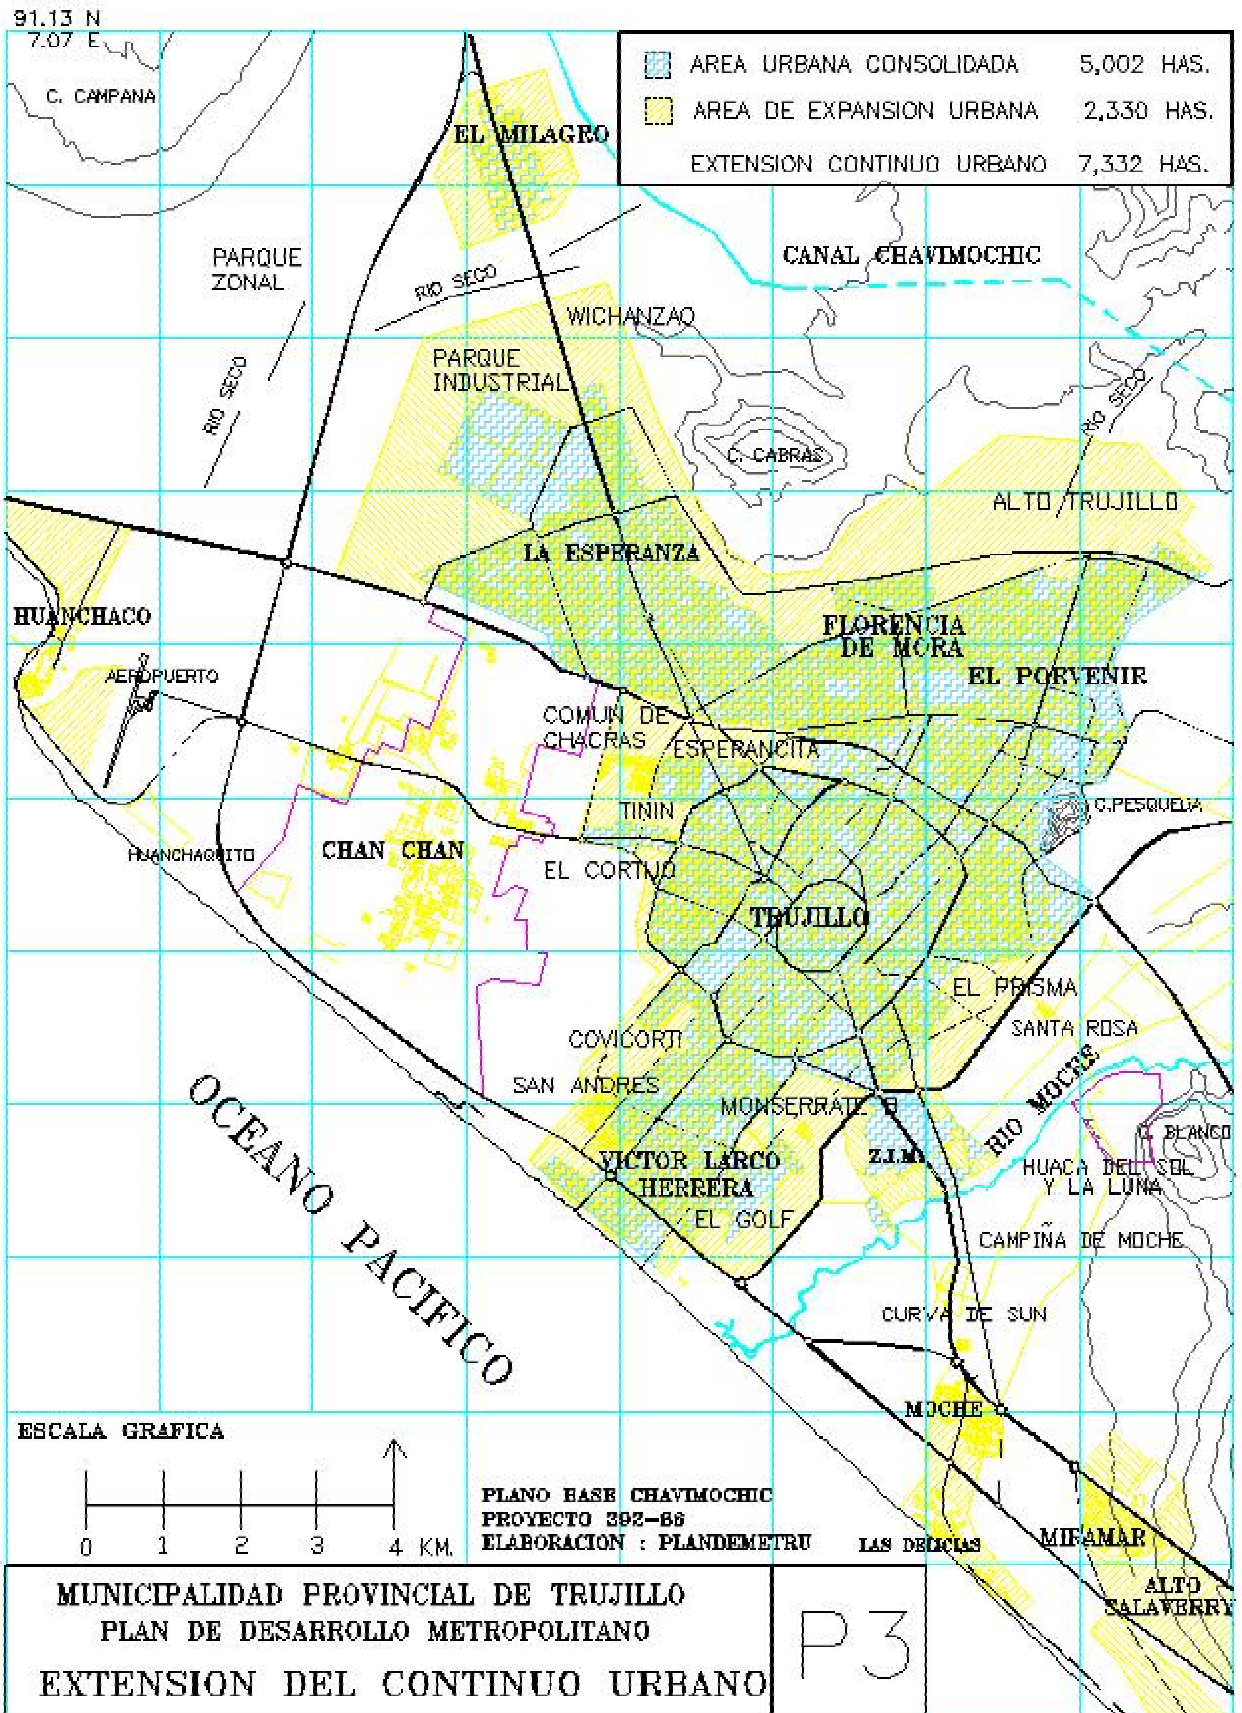 91.13 N
7.07 E
C. CAMPANA
AREA URBANA CONSOLIDADA 5,002 HAS.
AREA DE EXPANSION URBANA 2,330 HAS.
EXTENSION CONTINUO URBANO 7,332 HAS.
EL MILAGRO
CANAL CHAVIMOCHIC
PARQUE
ZONAL
RIO SECO
WICHANZAO
PARQUE
INDUSTRIAL
RIO SECO
RIO SECO
C. CABRAS
ALTO TRUJILLO
LA ESPERANZA
HUANCHACO
FLORENCIA
DE MORA
AEROPUERTO
EL PORVENIR
COMUN DE
CHACRAS
ESPERANCITA
TININ
C.PESQUEDA
HUANCHAQUITO
CHAN CHAN
EL CORTIJO
TRUJILLO
EL PRISMA
SANTA ROSA
COVICORTI
SAN ANDRES
MONSERRATE
RIO MOCHE
OCEANO PACIFICO
C. BLANCO
VICTOR LARCO
HERRERA
Z.I.M.
HUACA DEL SOL
Y LA LUNA
EL GOLF
CAMPIÑA DE MOCHE
CURVA DE SUN
MOCHE
ESCALA GRAFICA
0 1 2 3 4 KM.
PLANO BASE CHAVIMOCHIC
PROYECTO 392-86
ELABORACION : PLANDEMETRU
LAS DELICIAS
MIRAMAR
ALTO
SALAVERRY
MUNICIPALIDAD PROVINCIAL DE TRUJILLO
PLAN DE DESARROLLO METROPOLITANO
EXTENSION DEL CONTINUO URBANO
P3